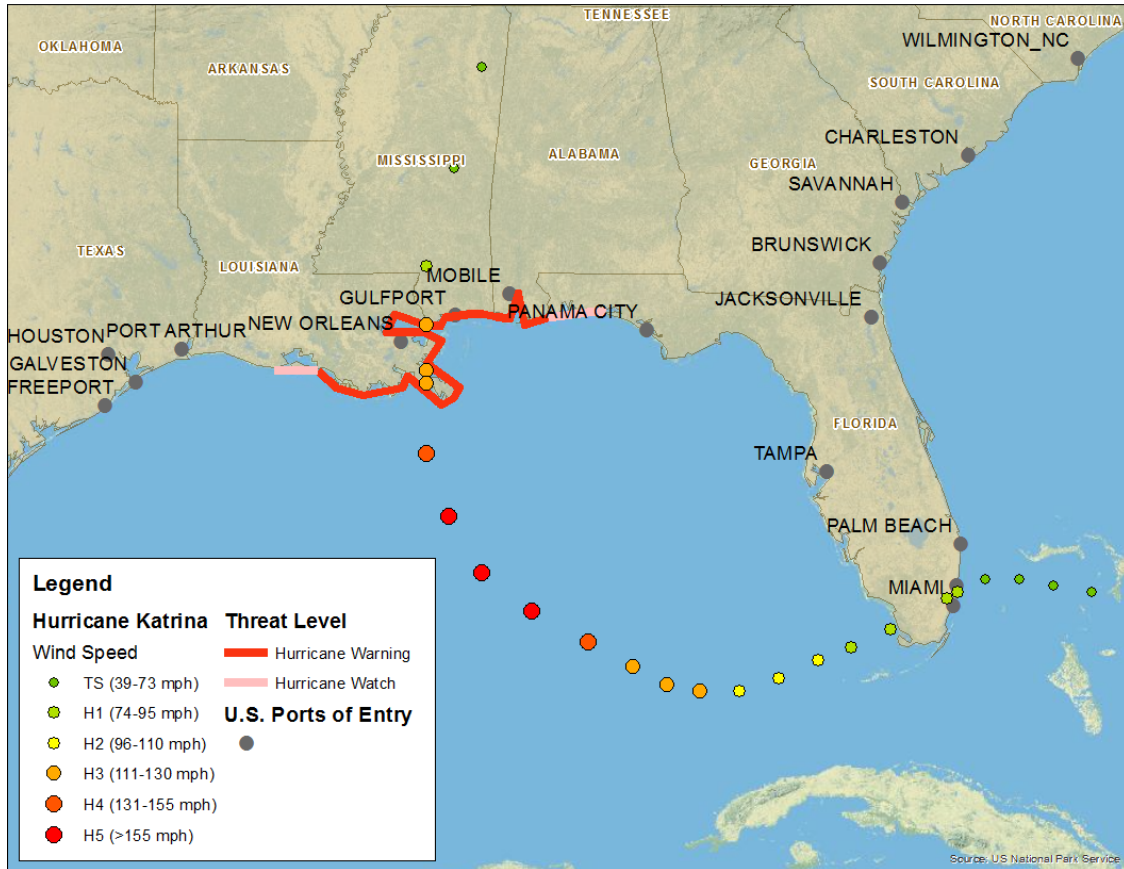 TENNESSEE
NORTH CAROLINA
OKLAHOMA
WILMINGTON_NC
ARKANSAS
SOUTH CAROLINA
CHARLESTON
MISSISSIPPI
ALABAMA
GEORGIA
SAVANNAH
TEXAS
BRUNSWICK
LOUISIANA
MOBILE
GULFPORT
JACKSONVILLE
PANAMA CITY
NEW ORLEANS
HOUSTON
PORT ARTHUR
GALVESTON
FREEPORT
FLORIDA
TAMPA
PALM BEACH
MIAMI
Legend
Hurricane Katrina
Wind Speed
TS (39-73 mph)
H1 (74-95 mph)
H2 (96-110 mph)
H3 (111-130 mph)
H4 (131-155 mph)
H5 (>155 mph)
Threat Level
Hurricane Warning
Hurricane Watch
U.S. Ports of Entry
Source: US National Park Service